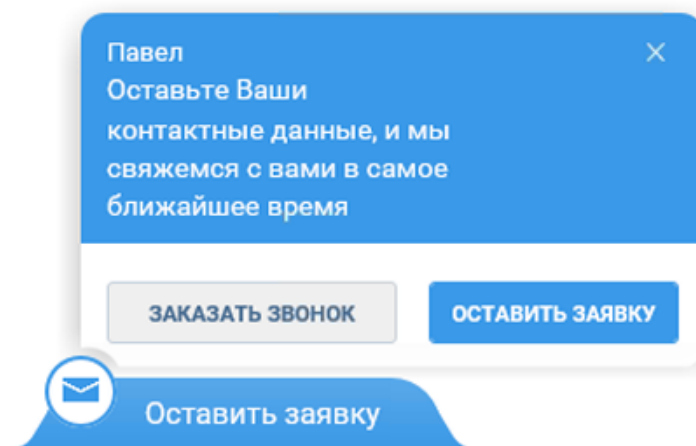 Павел
Оставьте Ваши
контактные данные, и мы
свяжемся с вами в самое
ближайшее время
ЗАКАЗАТЬ ЗВОНОК
ОСТАВИТЬ ЗАЯВКУ
Оставить заявку